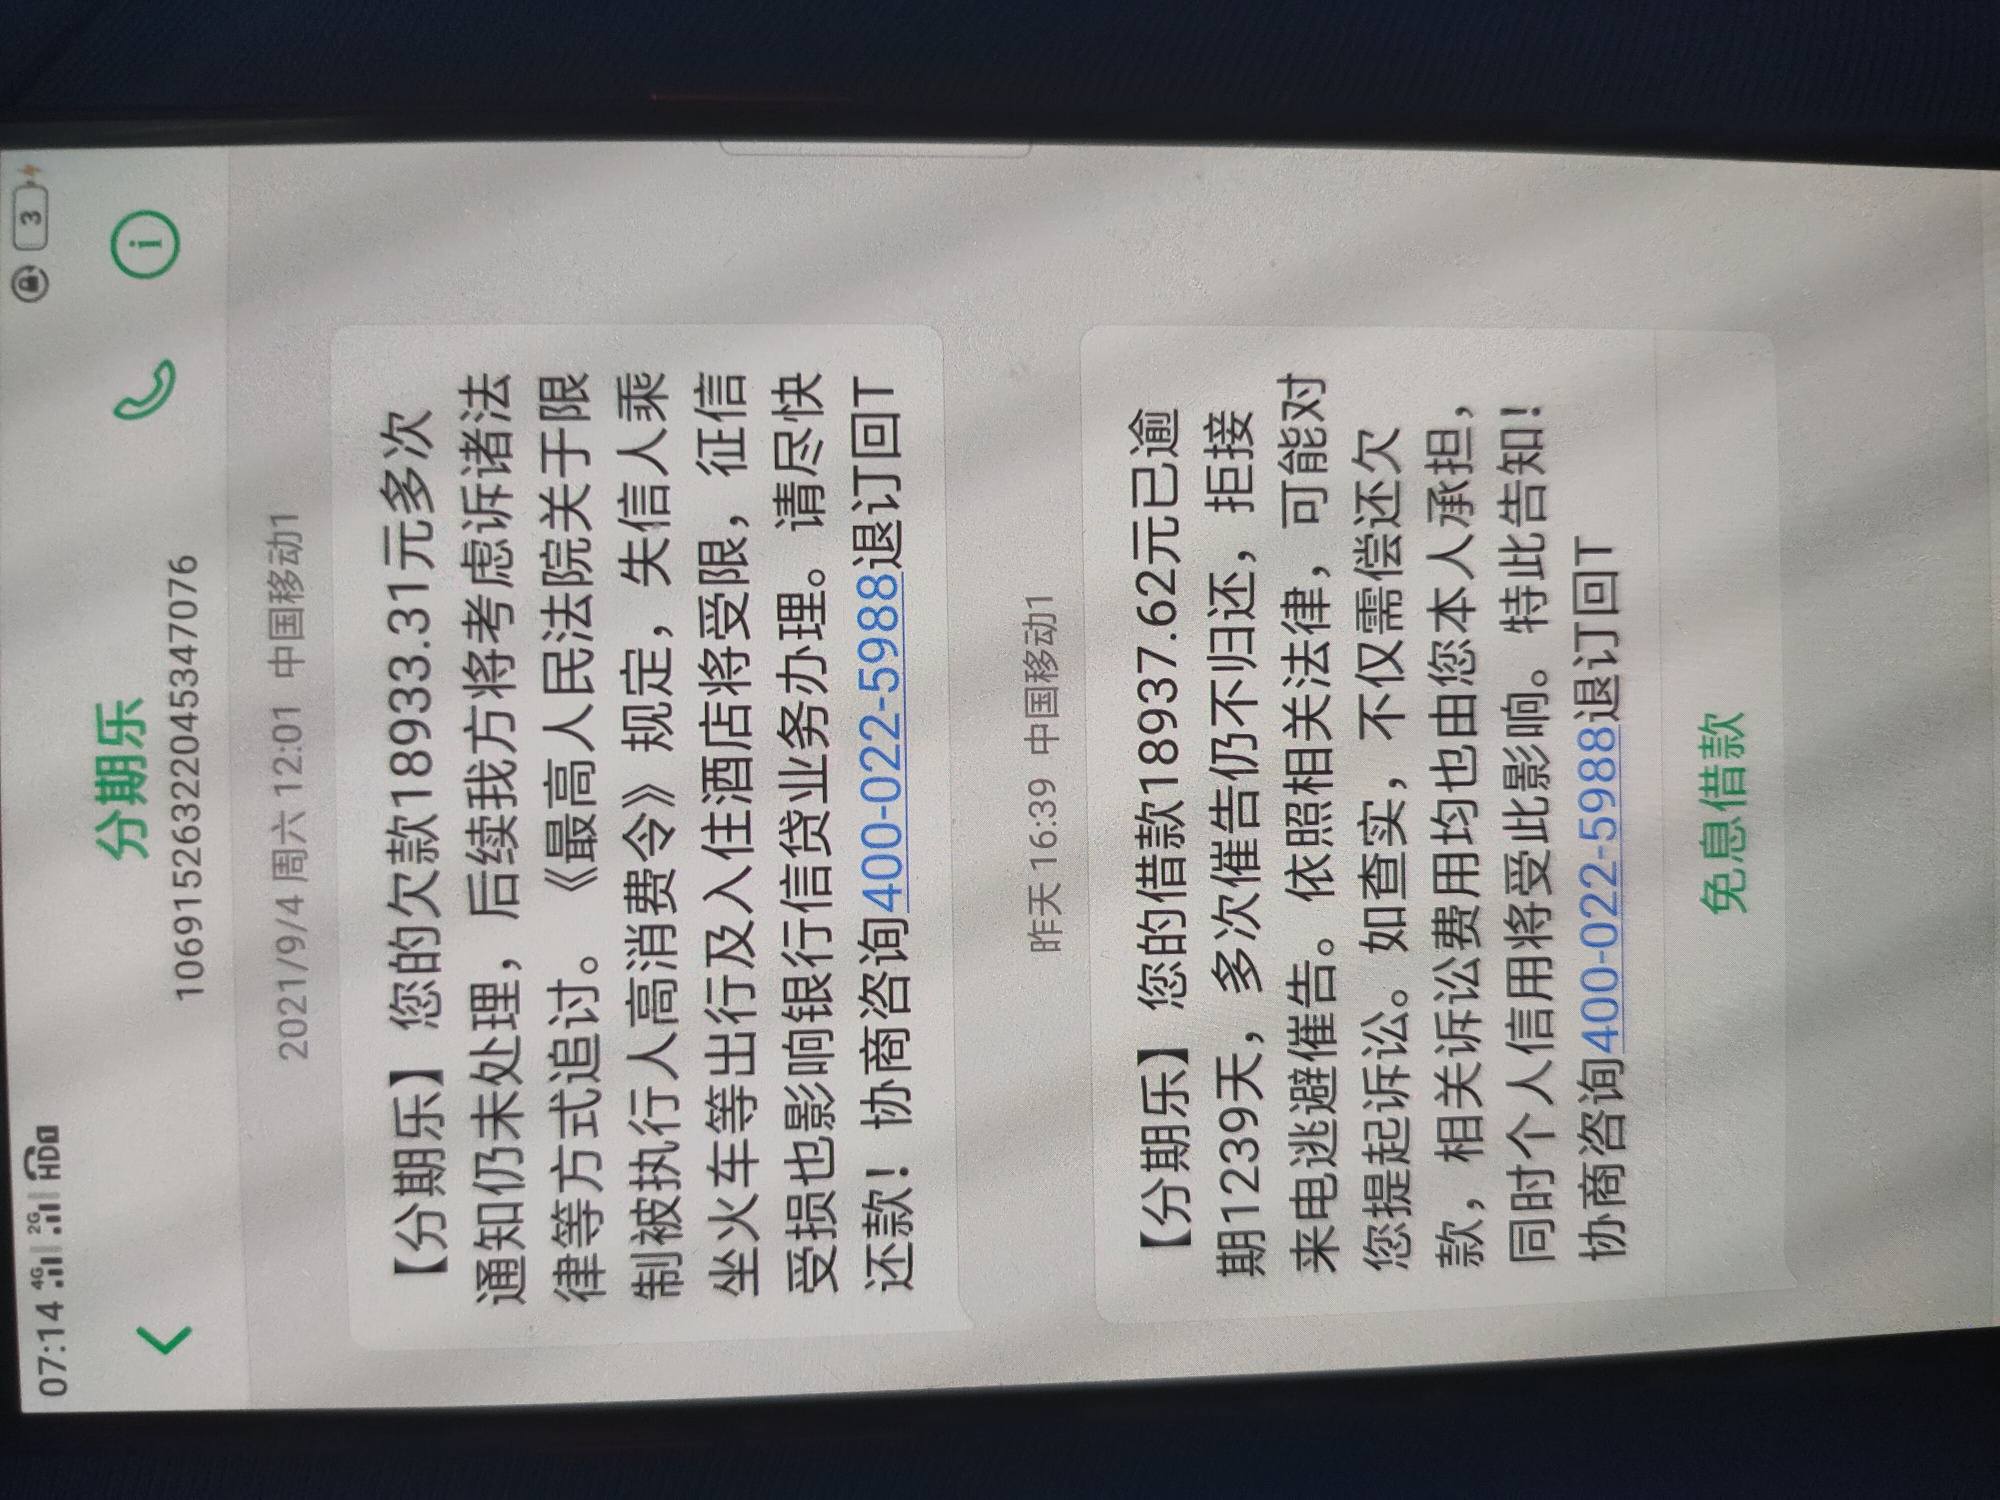 07:14 4G 2G HD1 3
分期乐
10691526322045347076
2021/9/4 周六 12:01 中国移动1
【分期乐】您的欠款18933.31元多次
通知仍未处理，后续我方将考虑诉诸法
律等方式追讨。《最高人民法院关于限
制被执行人高消费令》规定，失信人乘
坐火车等出行及入住酒店将受限，征信
受损也影响银行信贷业务办理。请尽快
还款！协商咨询400-022-5988退订回T
昨天 16:39 中国移动1
【分期乐】您的借款18937.62元已逾
期1239天，多次催告仍不归还，拒接
来电逃避催告。依照相关法律，可能对
您提起诉讼。如查实，不仅需偿还欠
款，相关诉讼费用均也由您本人承担，
同时个人信用将受此影响。特此告知！
协商咨询400-022-5988退订回T
免息借款